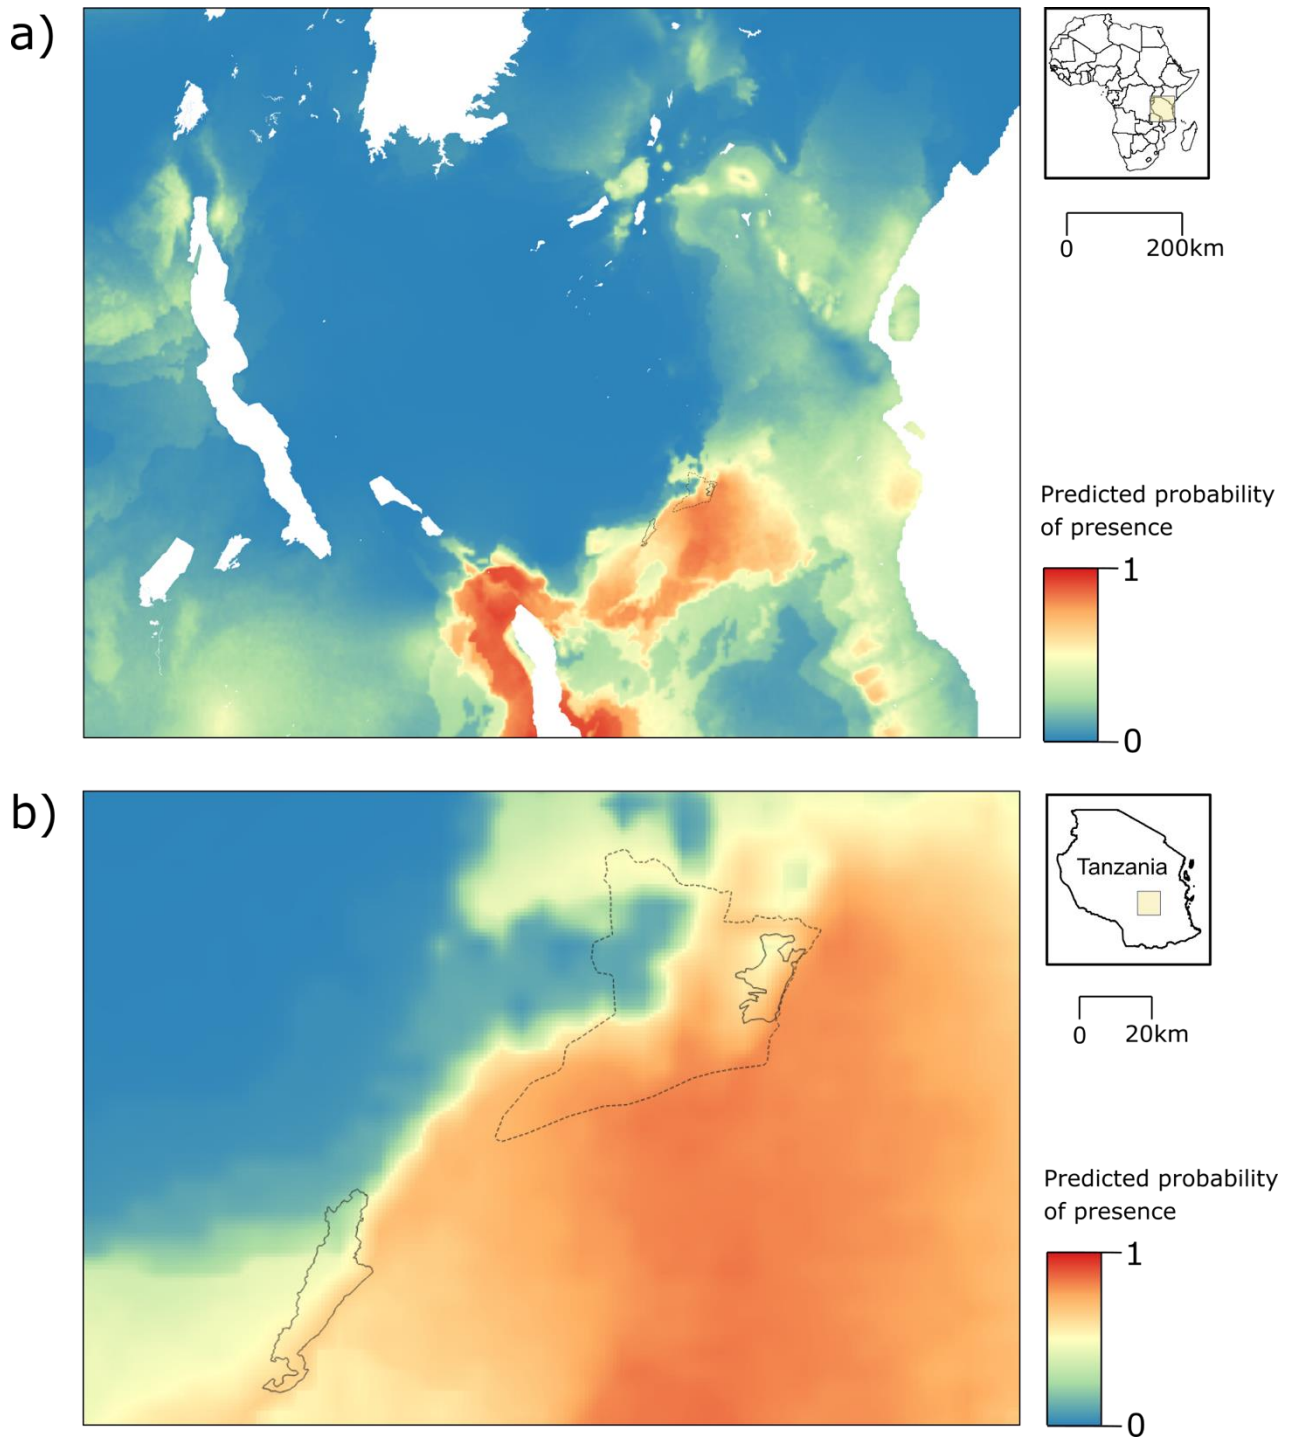 a)
0 200km
Predicted probability
of presence
1
0
b)
Tanzania
0 20km
Predicted probability
of presence
1
0